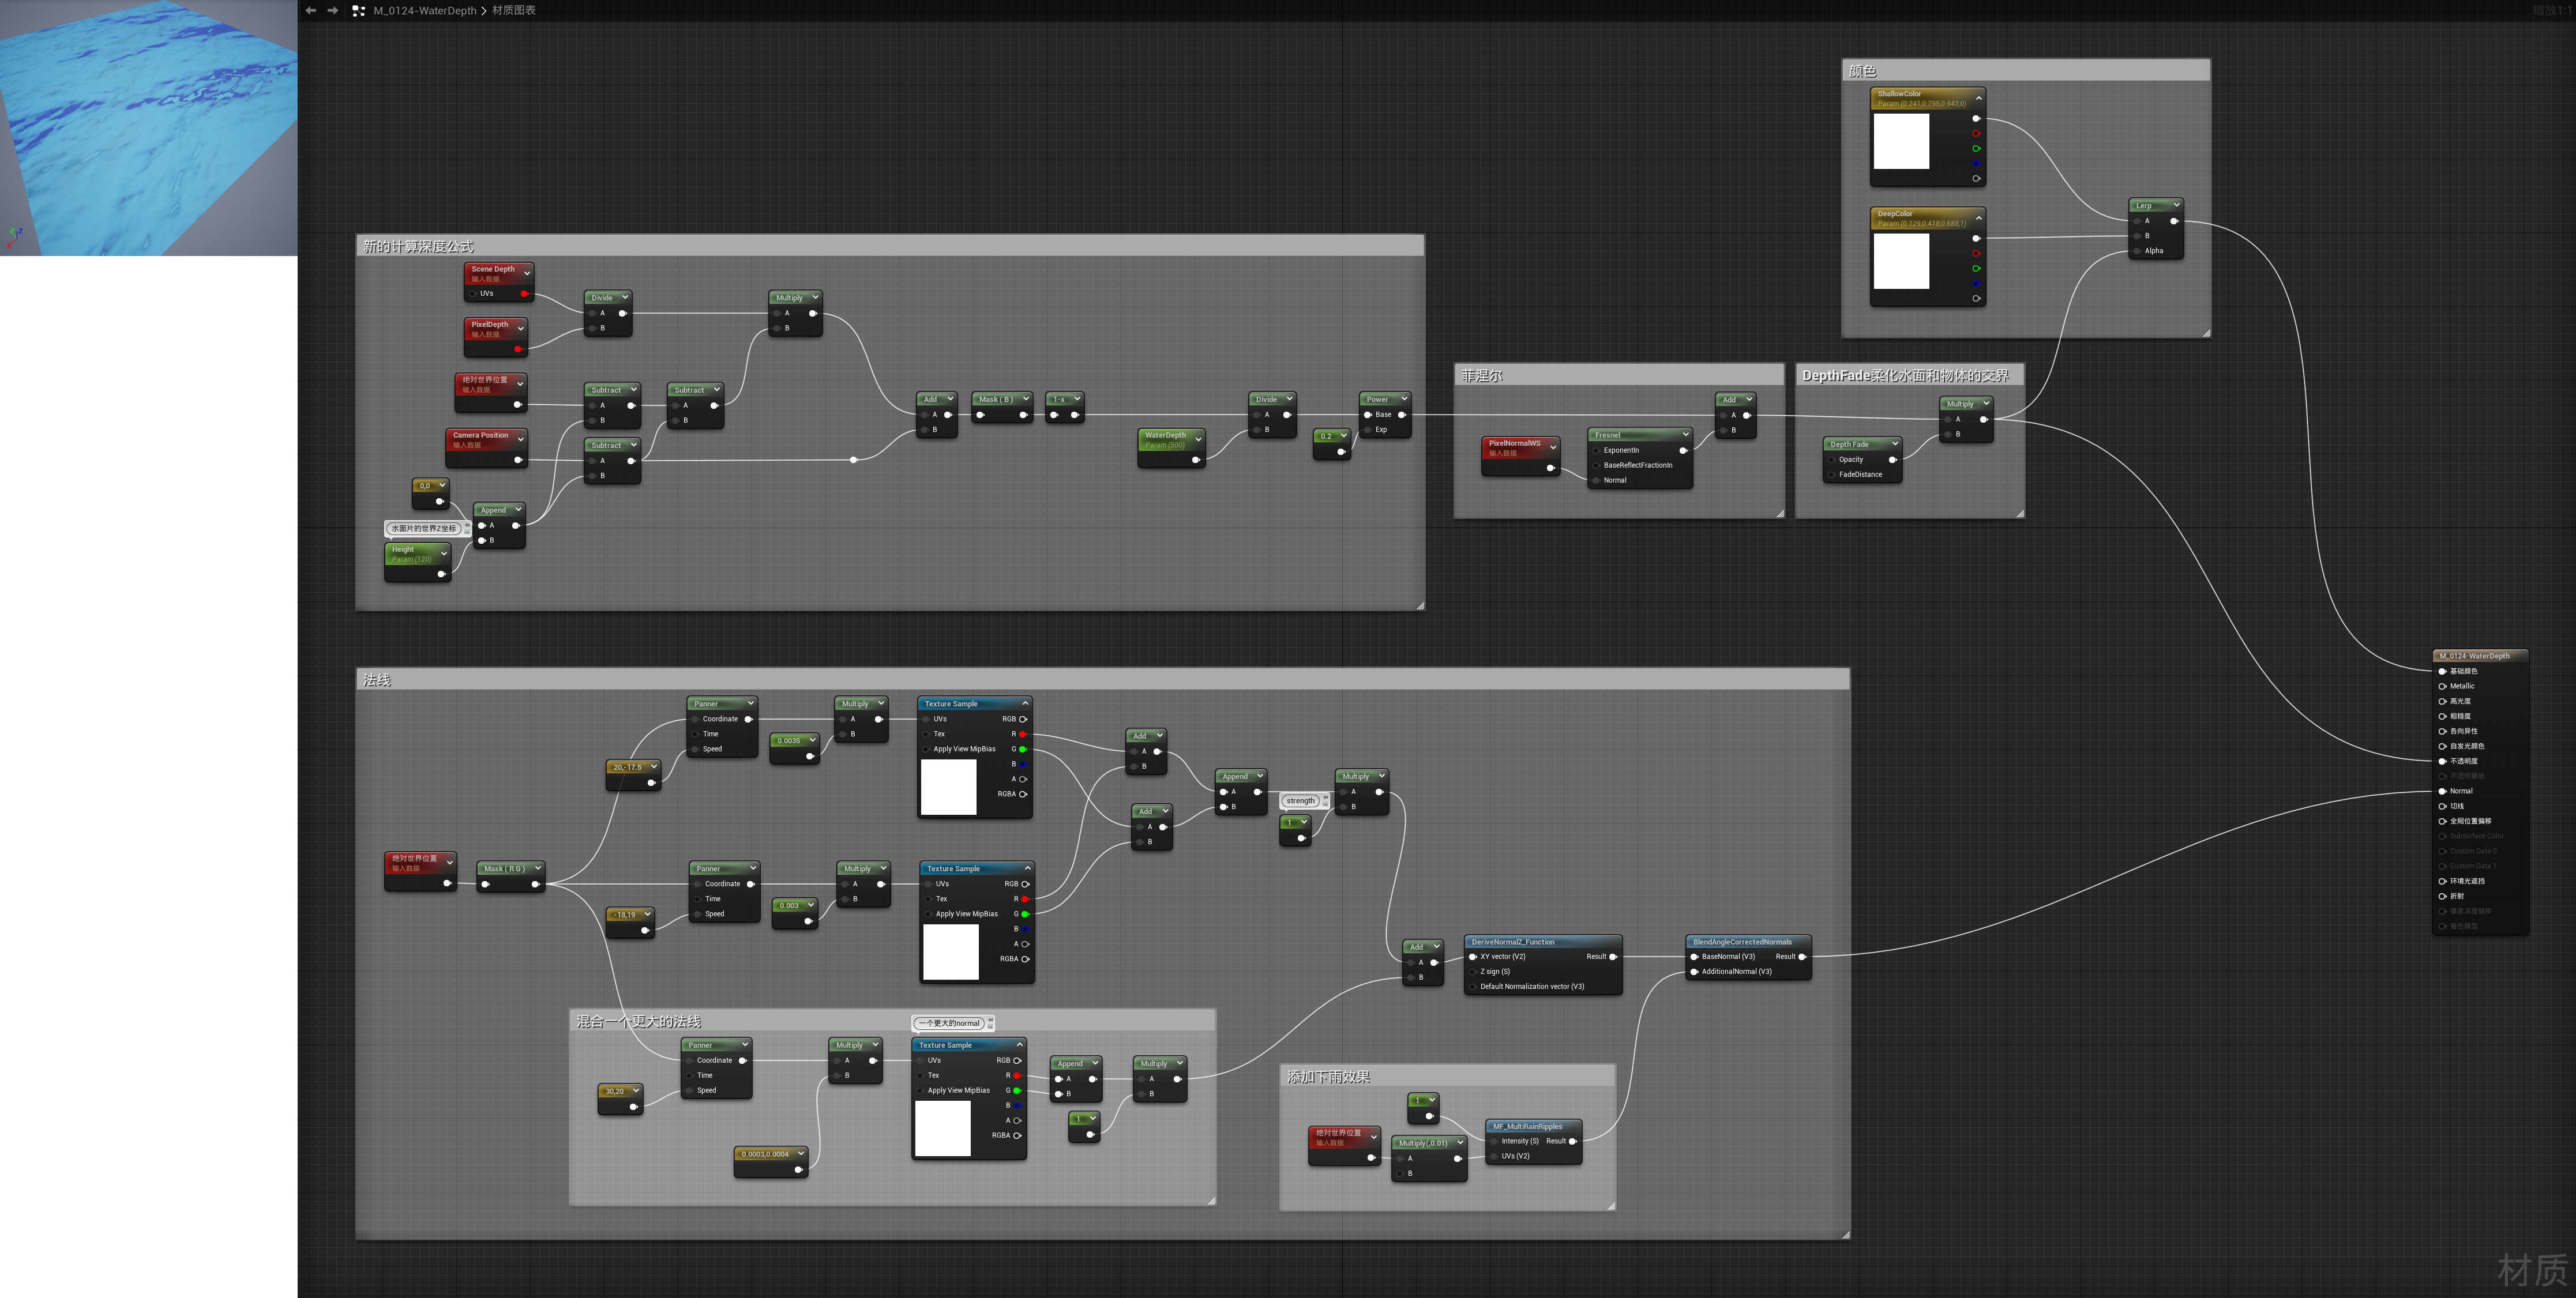 M_0124-WaterDepth > 材质图表
缩放1:1
颜色
ShallowColor
Param (0.241,0.795,0.943,0)
DeepColor
Param (0.129,0.418,0.688,1)
Lerp
A
B
Alpha
新的计算深度公式
Scene Depth
输入数据
UVs
PixelDepth
输入数据
Divide
A
B
Multiply
A
B
绝对世界位置
输入数据
Camera Position
输入数据
Subtract
A
B
Subtract
A
B
Subtract
A
B
0,0
Append
A
B
水面片的世界Z坐标
Height
Param (120)
Add
A
B
Mask ( B )
1-x
WaterDepth
Param (500)
Divide
A
B
0.2
Power
Base
Exp
菲涅尔
PixelNormalWS
输入数据
Fresnel
ExponentIn
BaseReflectFractionIn
Normal
Add
A
B
DepthFade柔化水面和物体的交界
Depth Fade
Opacity
FadeDistance
Multiply
A
B
法线
Panner
Coordinate
Time
Speed
20,-17.5
0.0035
Multiply
A
B
Texture Sample
UVs RGB
Tex R
Apply View MipBias G
B
A
RGBA
Add
A
B
Add
A
B
Append
A
B
strength
1
Multiply
A
B
绝对世界位置
输入数据
Mask ( R G )
Panner
Coordinate
Time
Speed
-18,19
0.003
Multiply
A
B
Texture Sample
UVs RGB
Tex R
Apply View MipBias G
B
A
RGBA
Add
A
B
DeriveNormalZ_Function
XY vector (V2) Result
Z sign (S)
Default Normalization vector (V3)
BlendAngleCorrectedNormals
BaseNormal (V3) Result
AdditionalNormal (V3)
混合一个更大的法线
一个更大的normal
Panner
Coordinate
Time
Speed
30,20
0.0003,0.0004
Multiply
A
B
Texture Sample
UVs RGB
Tex R
Apply View MipBias G
B
A
RGBA
Append
A
B
1
Multiply
A
B
添加下雨效果
1
绝对世界位置
输入数据
Multiply(,0.01)
A
B
MF_MultiRainRipples
Intensity (S) Result
UVs (V2)
M_0124-WaterDepth
基础颜色
Metallic
高光度
粗糙度
各向异性
自发光颜色
不透明度
不透明蒙版
Normal
切线
全局位置偏移
Subsurface Color
Custom Data 0
Custom Data 1
环境光遮挡
折射
像素深度偏移
着色模型
材质